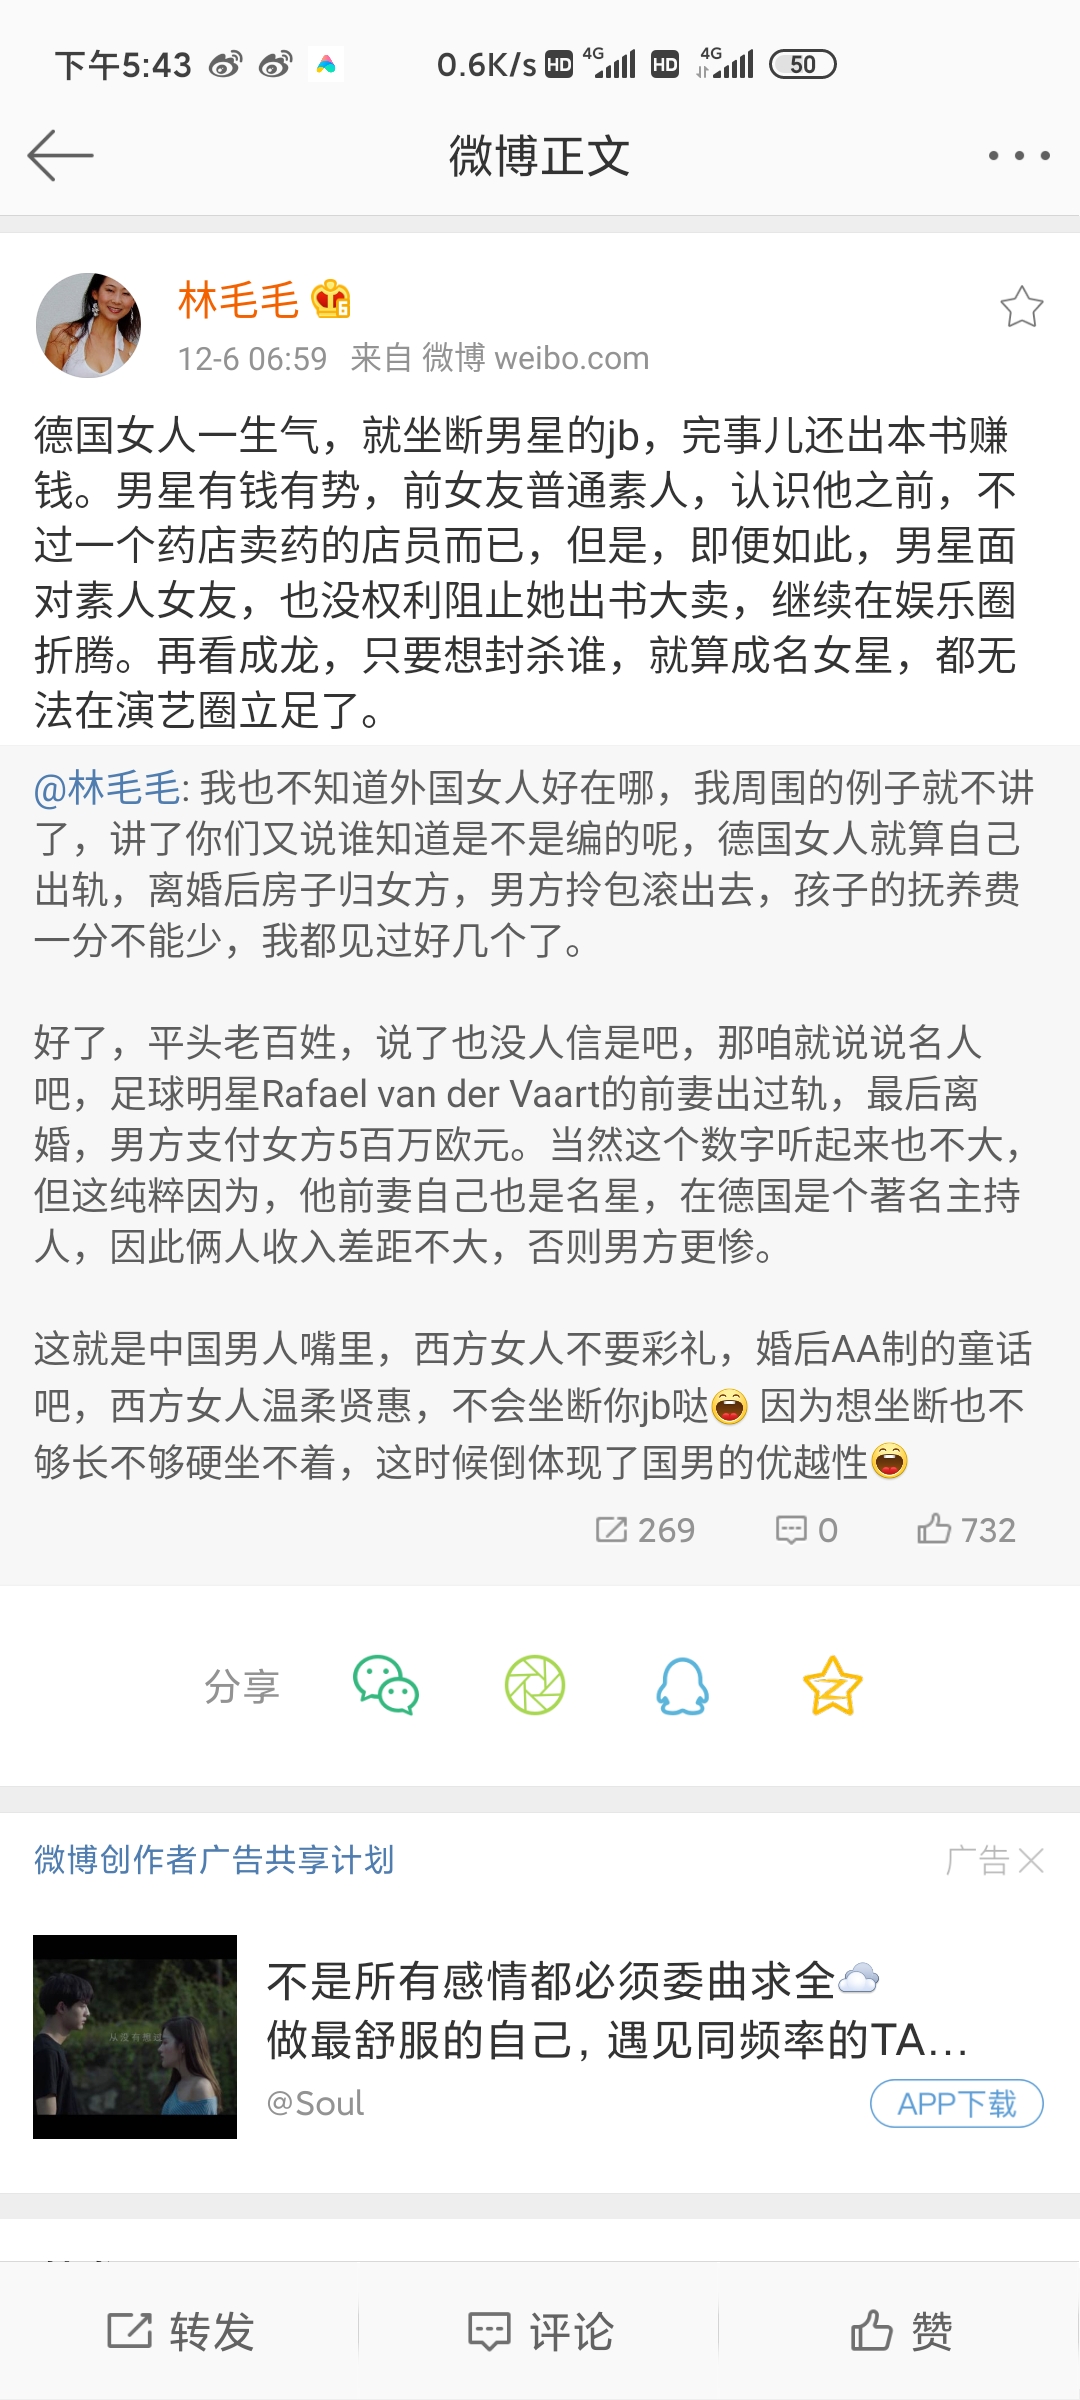 下午5:43
0.6K/s HD 4G HD 4G 50
微博正文
林毛毛 6
12-6 06:59 来自 微博 weibo.com
德国女人一生气，就坐断男星的jb，完事儿还出本书赚
钱。男星有钱有势，前女友普通素人，认识他之前，不
过一个药店卖药的店员而已，但是，即便如此，男星面
对素人女友，也没权利阻止她出书大卖，继续在娱乐圈
折腾。再看成龙，只要想封杀谁，就算成名女星，都无
法在演艺圈立足了。
@林毛毛: 我也不知道外国女人好在哪，我周围的例子就不讲
了，讲了你们又说谁知道是不是编的呢，德国女人就算自己
出轨，离婚后房子归女方，男方拎包滚出去，孩子的抚养费
一分不能少，我都见过好几个了。
好了，平头老百姓，说了也没人信是吧，那咱就说说名人
吧，足球明星Rafael van der Vaart的前妻出过轨，最后离
婚，男方支付女方5百万欧元。当然这个数字听起来也不大，
但这纯粹因为，他前妻自己也是名星，在德国是个著名主持
人，因此俩人收入差距不大，否则男方更惨。
这就是中国男人嘴里，西方女人不要彩礼，婚后AA制的童话
吧，西方女人温柔贤惠，不会坐断你jb哒😄 因为想坐断也不
够长不够硬坐不着，这时候倒体现了国男的优越性😄
269 0 732
分享
微博创作者广告共享计划 广告
从没有想过
不是所有感情都必须委曲求全☁
做最舒服的自己，遇见同频率的TA...
@Soul APP下载
转发 评论 赞